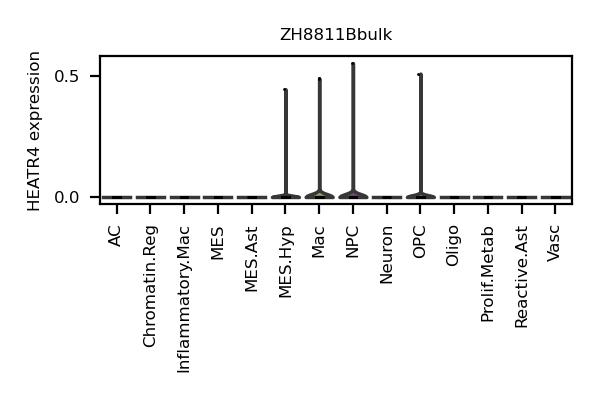 ZH8811Bbulk
HEATR4 expression
0.5
0.0
AC
Chromatin.Reg
Inflammatory.Mac
MES
MES.Ast
MES.Hyp
Mac
NPC
Neuron
OPC
Oligo
Prolif.Metab
Reactive.Ast
Vasc